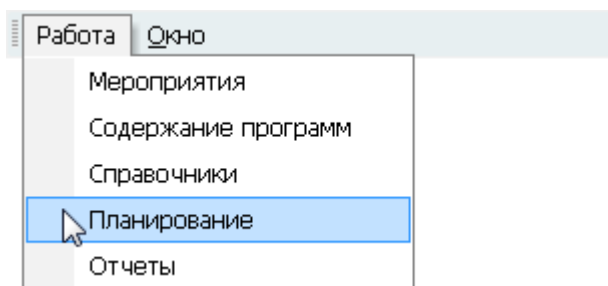 Работа Окно
Мероприятия
Содержание программ
Справочники
Планирование
Отчеты